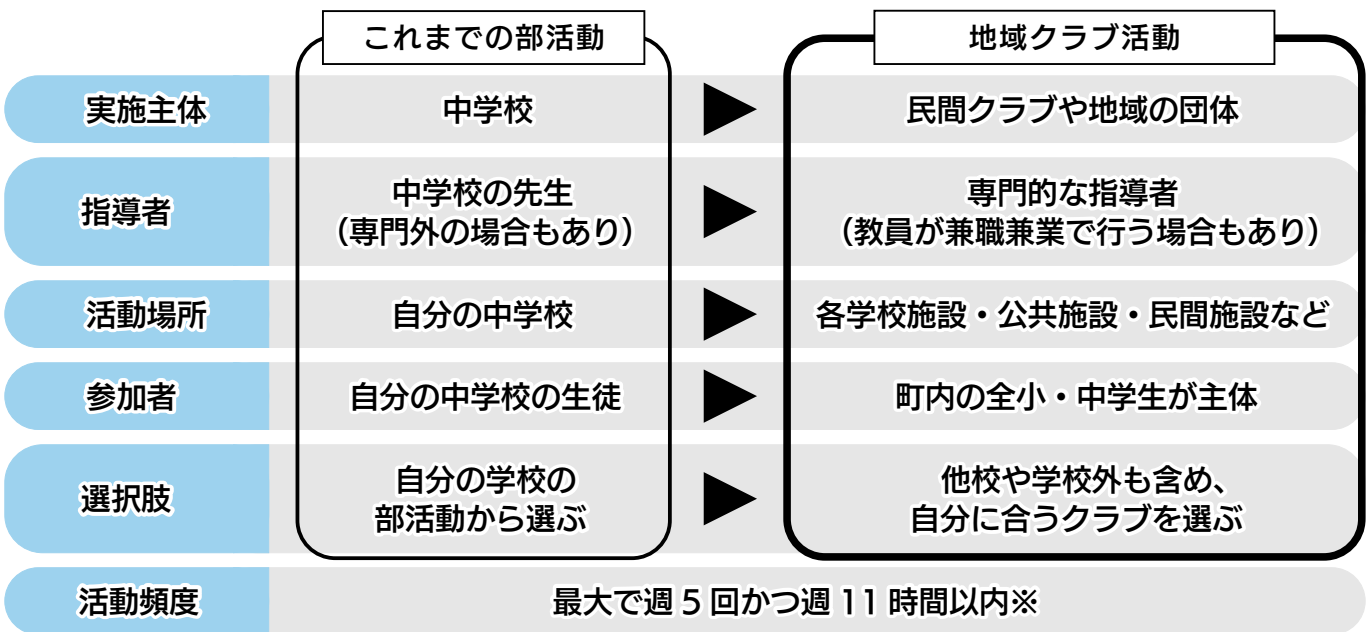 これまでの部活動
地域クラブ活動
実施主体
中学校
民間クラブや地域の団体
指導者
中学校の先生
（専門外の場合もあり）
専門的な指導者
（教員が兼職兼業で行う場合もあり）
活動場所
自分の中学校
各学校施設・公共施設・民間施設など
参加者
自分の中学校の生徒
町内の全小・中学生が主体
選択肢
自分の学校の
部活動から選ぶ
他校や学校外も含め、
自分に合うクラブを選ぶ
活動頻度
最大で週 5 回かつ週 11 時間以内※